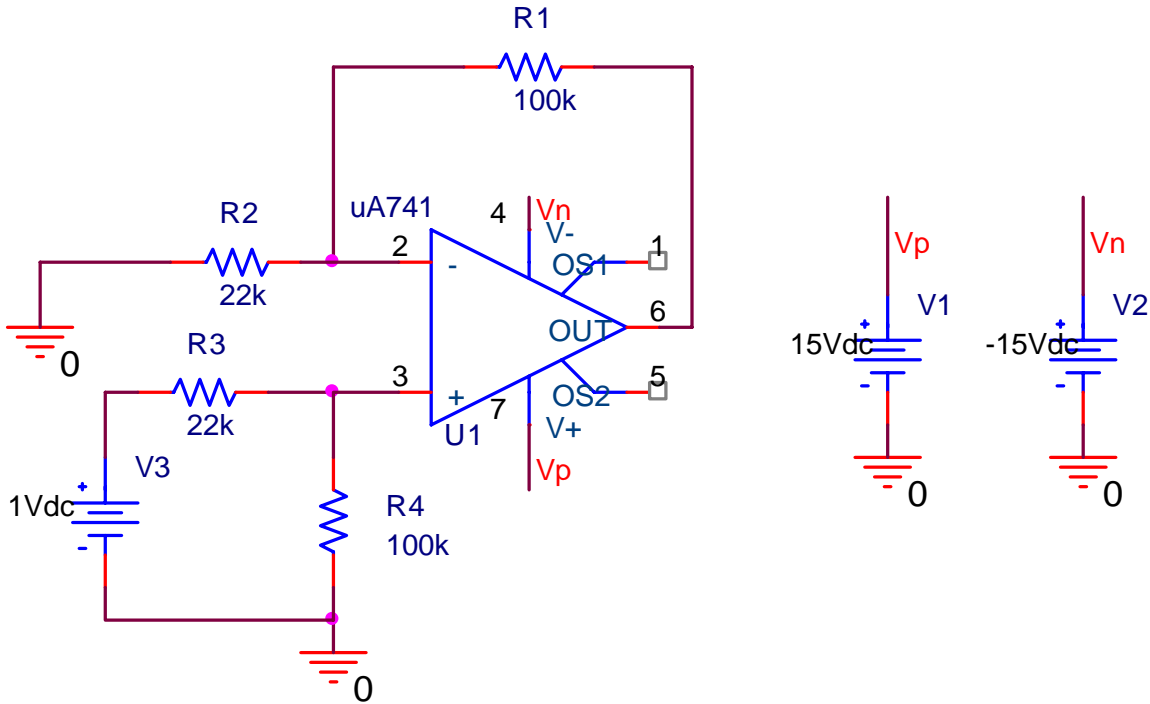 R1
100k
R2
22k
uA741
4
Vn
V-
2
-
OS1
1
6
OUT
0
R3
22k
3
+
7
OS2
5
U1
V+
Vp
V3
+
1Vdc
-
R4
100k
0
Vp
V1
+
15Vdc
-
0
Vn
V2
+
-15Vdc
-
0